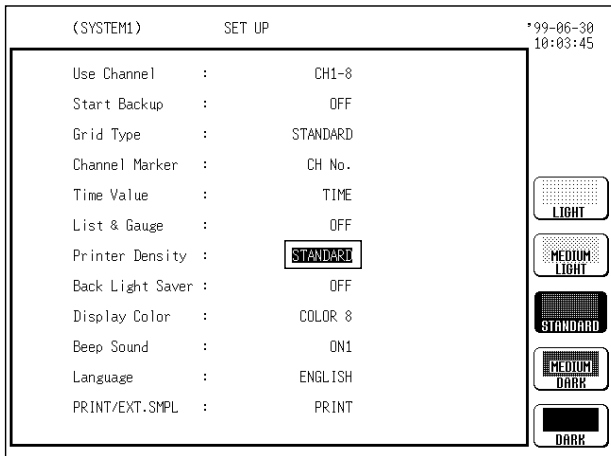 (SYSTEM1) SET UP '99-06-30
10:03:45
Use Channel : CH1-8
Start Backup : OFF
Grid Type : STANDARD
Channel Marker : CH No.
Time Value : TIME
List & Gauge : OFF
Printer Density : STANDARD
Back Light Saver : OFF
Display Color : COLOR 8
Beep Sound : ON1
Language : ENGLISH
PRINT/EXT.SMPL : PRINT
LIGHT
MEDIUM
LIGHT
STANDARD
MEDIUM
DARK
DARK